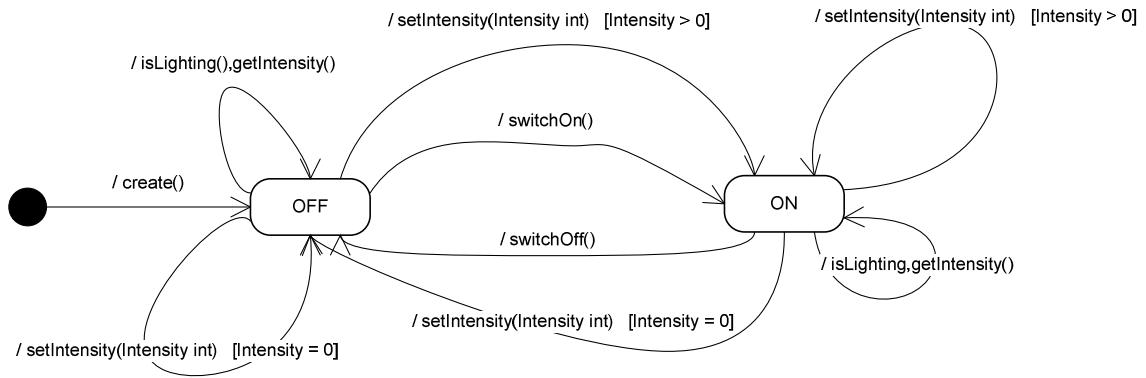 / setIntensity(Intensity int) [Intensity > 0]
/ setIntensity(Intensity int) [Intensity > 0]
/ isLighting(),getIntensity()
/ switchOn()
/ create()
OFF
ON
/ switchOff()
/ isLighting,getIntensity()
/ setIntensity(Intensity int) [Intensity = 0]
/ setIntensity(Intensity int) [Intensity = 0]